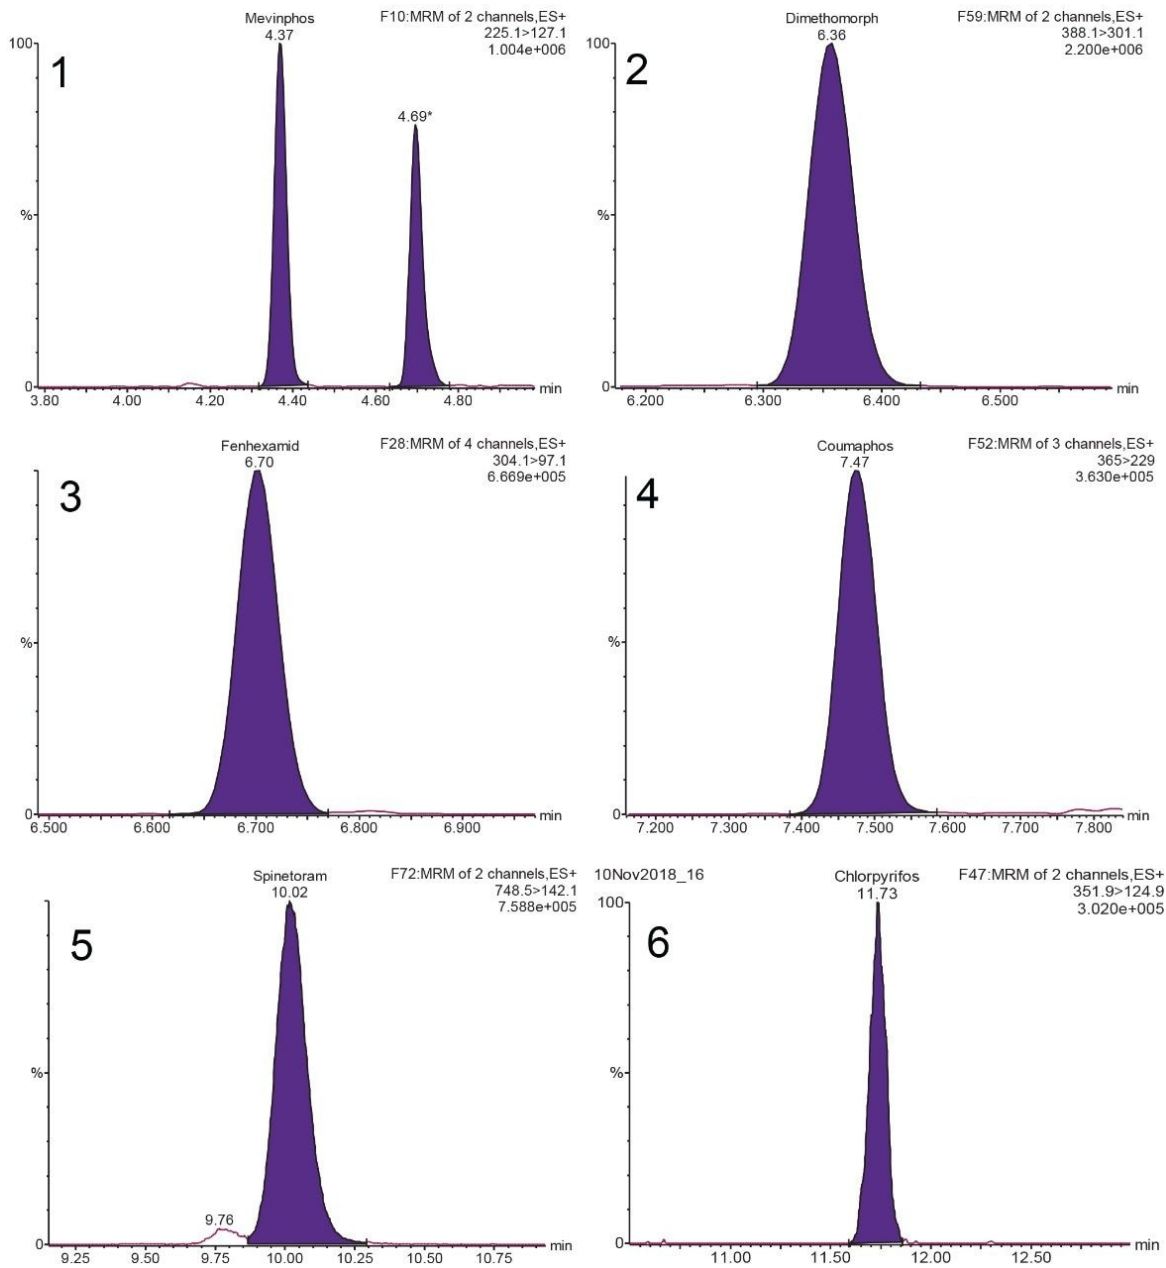 Mevinphos
4.37
F10:MRM of 2 channels,ES+
225.1>127.1
1.004e+006
100
1
4.69*
%
0
3.80 4.00 4.20 4.40 4.60 4.80 min
Dimethomorph
6.36
F59:MRM of 2 channels,ES+
388.1>301.1
2.200e+006
100
2
%
0
6.200 6.300 6.400 6.500 min
Fenhexamid
6.70
F28:MRM of 4 channels,ES+
304.1>97.1
6.669e+005
3
%
0
6.500 6.600 6.700 6.800 6.900 min
Coumaphos
7.47
F52:MRM of 3 channels,ES+
365>229
3.630e+005
4
%
0
7.200 7.300 7.400 7.500 7.600 7.700 7.800 min
Spinetoram
10.02
F72:MRM of 2 channels,ES+
748.5>142.1
7.588e+005
5
%
9.76
0
9.25 9.50 9.75 10.00 10.25 10.50 10.75 min
10Nov2018_16
Chlorpyrifos
11.73
F47:MRM of 2 channels,ES+
351.9>124.9
3.020e+005
100
6
%
0
11.00 11.50 12.00 12.50 min